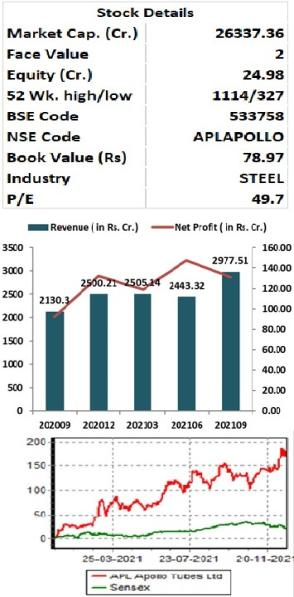 Stock Details
Market Cap. (Cr.) 26337.36
Face Value 2
Equity (Cr.) 24.98
52 Wk. high/low 1114/327
BSE Code 533758
NSE Code APLAPOLLO
Book Value (Rs) 78.97
Industry STEEL
P/E 49.7
Revenue ( in Rs. Cr.) Net Profit ( in Rs. Cr.)
3500 160.00
3000 140.00
2500 120.00
2000 100.00
1500 80.00
1000 60.00
500 40.00
0 20.00
0.00
2130.3 2500.21 2505.14 2443.32 2977.51
202009 202012 202103 202106 202109
200
150
100
50
0
25-03-2021 23-07-2021 20-11-2021
APL Apollo Tubes Ltd
Sensex